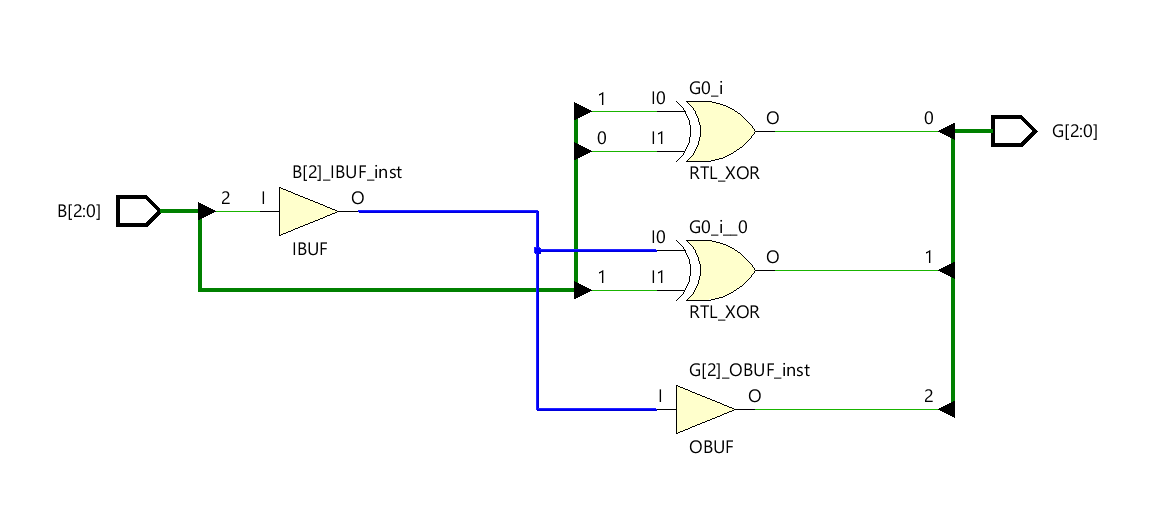 G0_i
1
I0
O
0
0
I1
G[2:0]
RTL_XOR
B[2]_IBUF_inst
B[2:0]
2
I
O
IBUF
G0_i__0
I0
O
1
1
I1
RTL_XOR
G[2]_OBUF_inst
I
O
2
OBUF